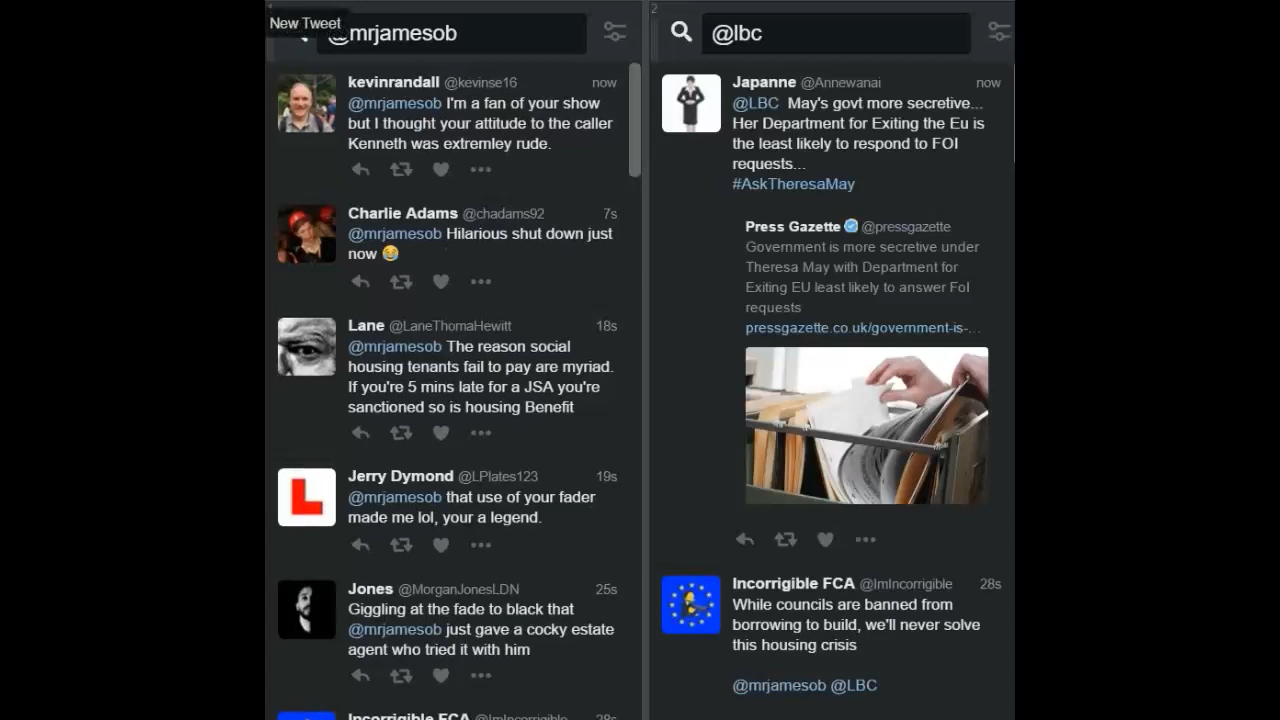 New Tweet
@mrjamesob
kevinrandall @kevinse16 now
@mrjamesob I'm a fan of your show
but I thought your attitude to the caller
Kenneth was extremley rude.
Charlie Adams @chadams92 7s
@mrjamesob Hilarious shut down just
now 😂
Lane @LaneThomaHewitt 18s
@mrjamesob The reason social
housing tenants fail to pay are myriad.
If you're 5 mins late for a JSA you're
sanctioned so is housing Benefit
Jerry Dymond @LPlates123 19s
@mrjamesob that use of your fader
made me lol, your a legend.
Jones @MorganJonesLDN 25s
Giggling at the fade to black that
@mrjamesob just gave a cocky estate
agent who tried it with him
Incorrigible FCA @ImIncorrigible 28s
2
@lbc
Japanne @Annewanai now
@LBC May's govt more secretive...
Her Department for Exiting the Eu is
the least likely to respond to FOI
requests...
#AskTheresaMay
Press Gazette @pressgazette
Government is more secretive under
Theresa May with Department for
Exiting EU least likely to answer FoI
requests
pressgazette.co.uk/government-is-...
Incorrigible FCA @ImIncorrigible 28s
While councils are banned from
borrowing to build, we'll never solve
this housing crisis
@mrjamesob @LBC